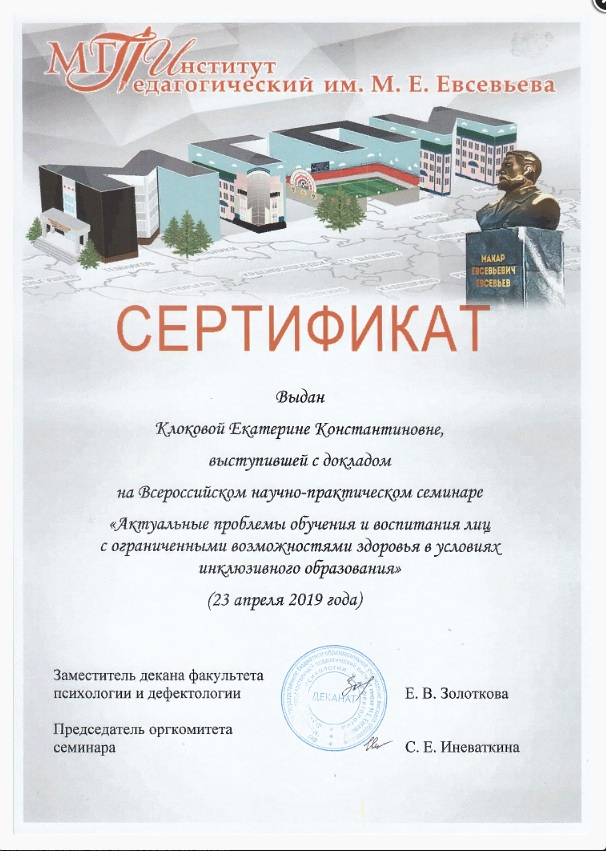 МГПИнститут
едагогический им. М. Е. Евсевьева
МАКАР
ЕВСЕВЬЕВИЧ
ЕВСЕВЬЕВ
СЕРТИФИКАТ
Выдан
Клоковой Екатерине Константиновне,
выступившей с докладом
на Всероссийском научно-практическом семинаре
«Актуальные проблемы обучения и воспитания лиц
с ограниченными возможностями здоровья в условиях
инклюзивного образования»
(23 апреля 2019 года)
Заместитель декана факультета
психологии и дефектологии
ДЕКАНАТ
Е. В. Золоткова
Председатель оргкомитета
семинара
С. Е. Иневаткина